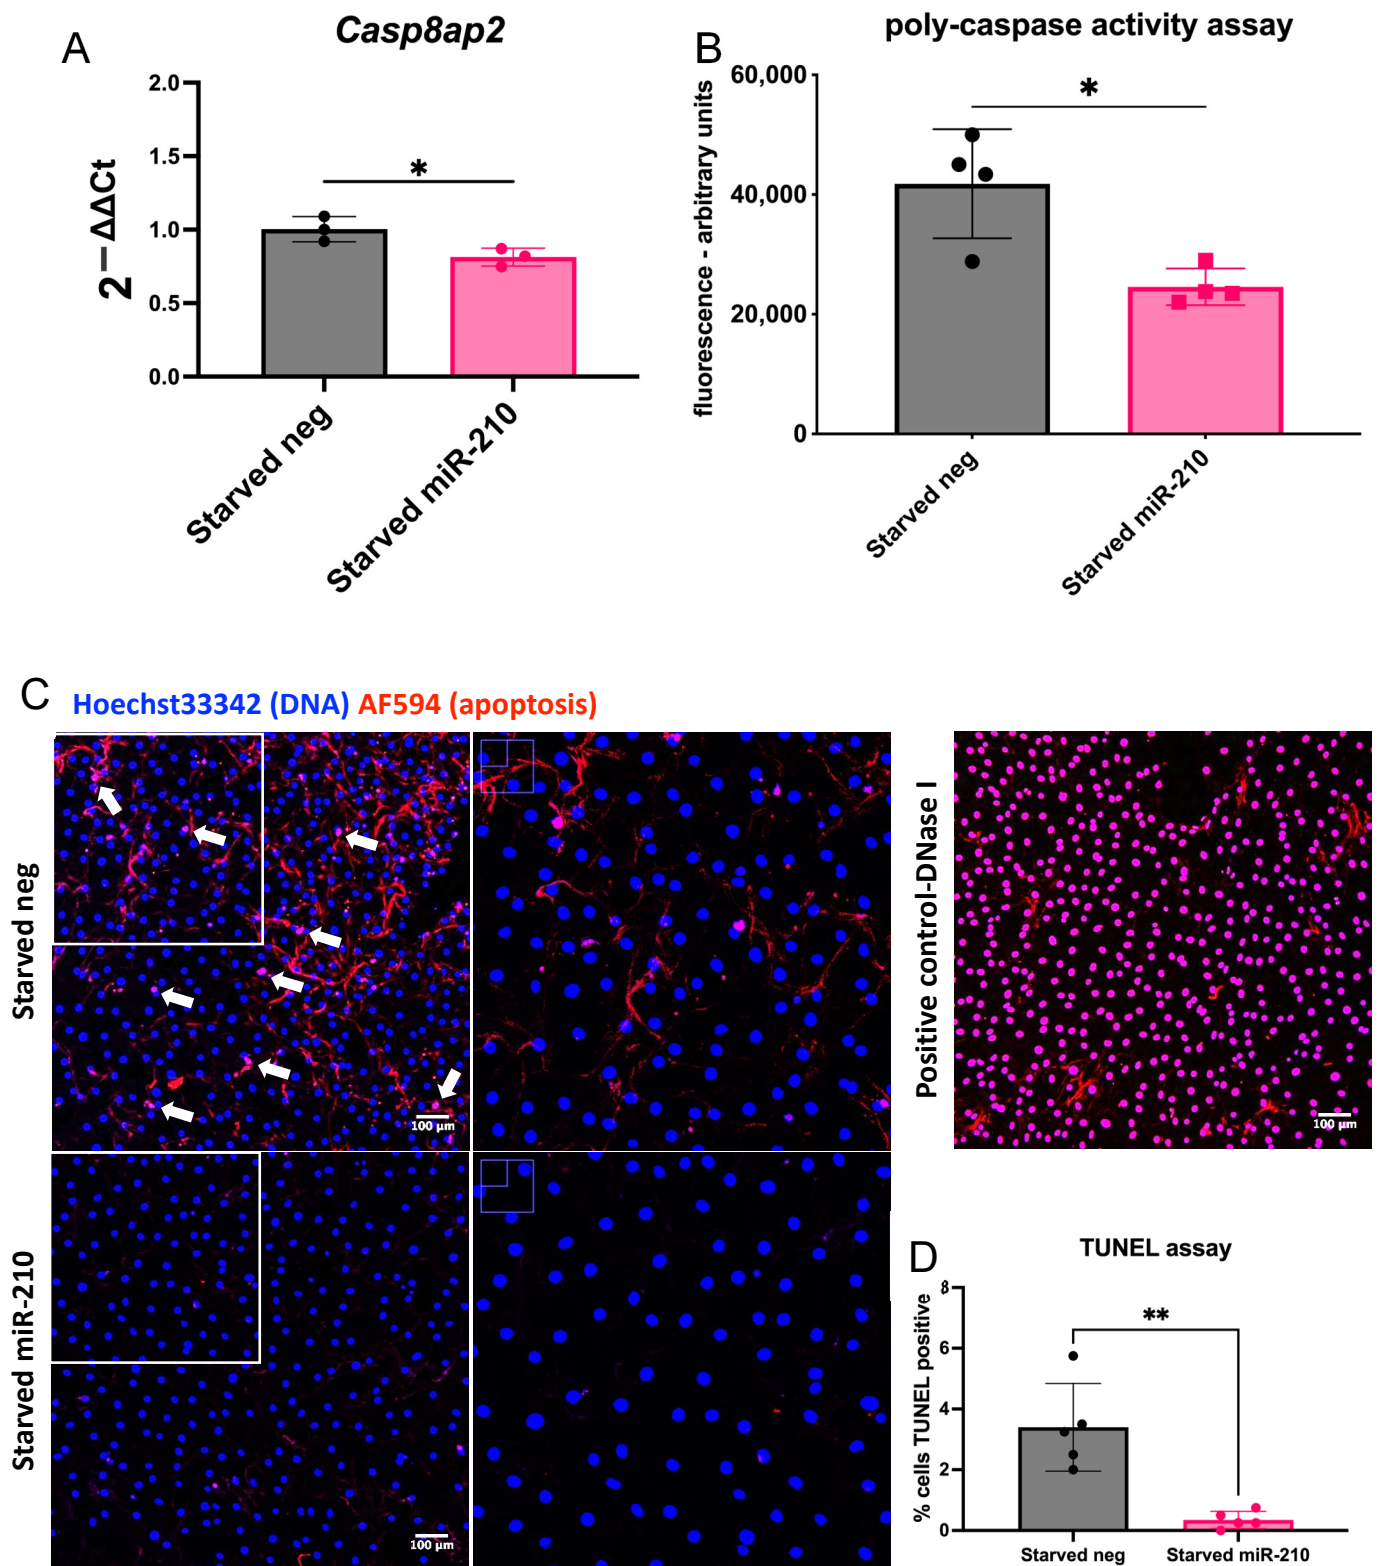 A
Casp8ap2
2.0
1.5
1.0
0.5
0.0
2−ΔΔCt
*
Starved neg
Starved miR-210
B
poly-caspase activity assay
60,000
40,000
20,000
0
fluorescence - arbitrary units
*
Starved neg
Starved miR-210
C
Hoechst33342 (DNA) AF594 (apoptosis)
Starved neg
100 μm
Positive control-DNase I
100 μm
Starved miR-210
100 μm
D
TUNEL assay
8
6
4
2
0
% cells TUNEL positive
**
Starved neg
Starved miR-210